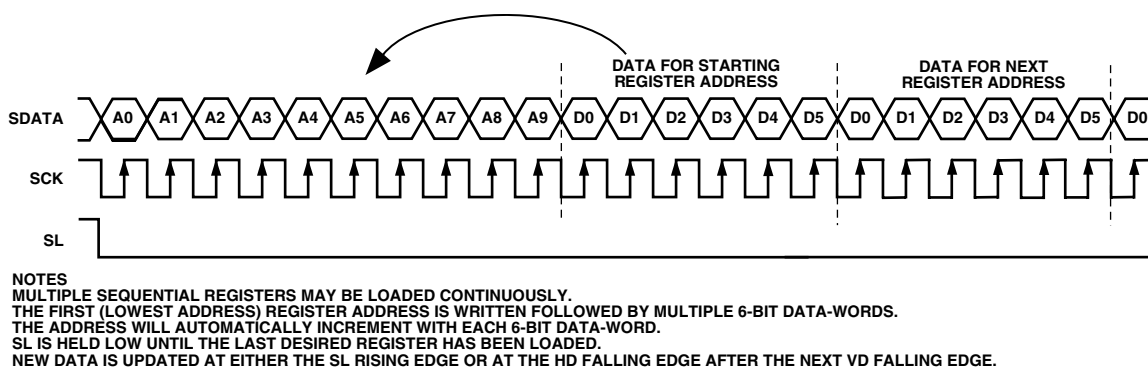 DATA FOR STARTING
REGISTER ADDRESS
DATA FOR NEXT
REGISTER ADDRESS
SDATA A0 A1 A2 A3 A4 A5 A6 A7 A8 A9 D0 D1 D2 D3 D4 D5 D0 D1 D2 D3 D4 D5 D0
SCK
SL
NOTES
MULTIPLE SEQUENTIAL REGISTERS MAY BE LOADED CONTINUOUSLY.
THE FIRST (LOWEST ADDRESS) REGISTER ADDRESS IS WRITTEN FOLLOWED BY MULTIPLE 6-BIT DATA-WORDS.
THE ADDRESS WILL AUTOMATICALLY INCREMENT WITH EACH 6-BIT DATA-WORD.
SL IS HELD LOW UNTIL THE LAST DESIRED REGISTER HAS BEEN LOADED.
NEW DATA IS UPDATED AT EITHER THE SL RISING EDGE OR AT THE HD FALLING EDGE AFTER THE NEXT VD FALLING EDGE.